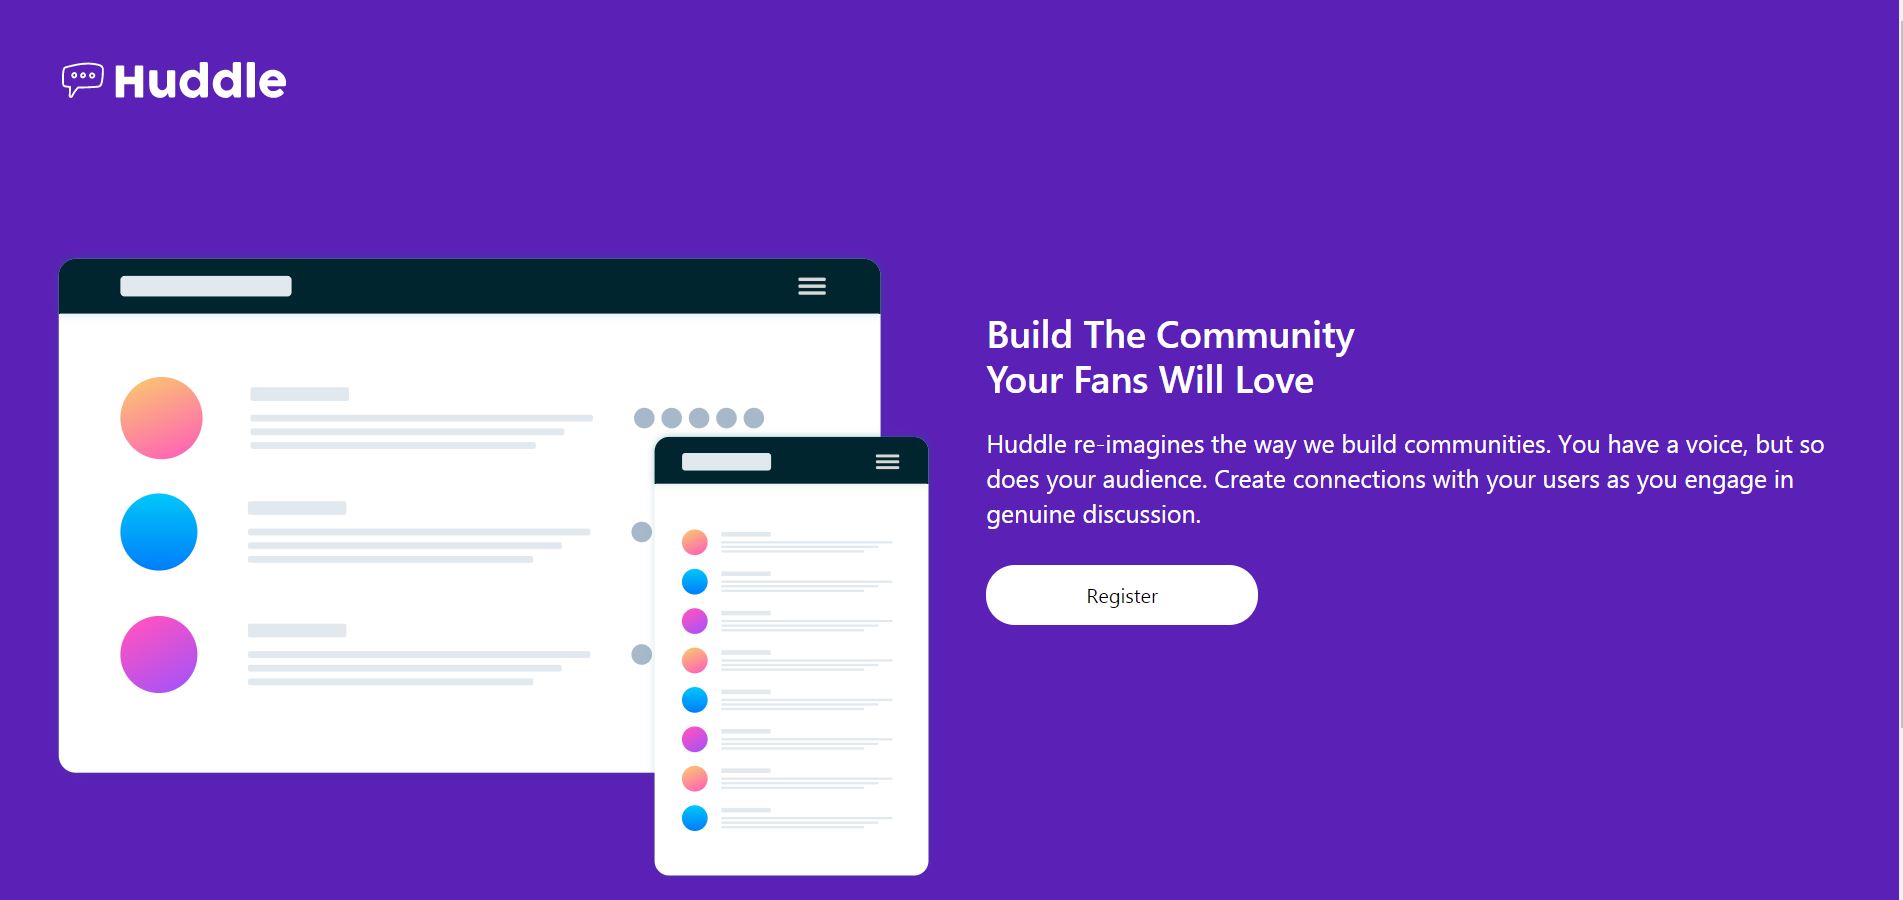 Huddle
Build The Community
Your Fans Will Love
Huddle re-imagines the way we build communities. You have a voice, but so
does your audience. Create connections with your users as you engage in
genuine discussion.
Register